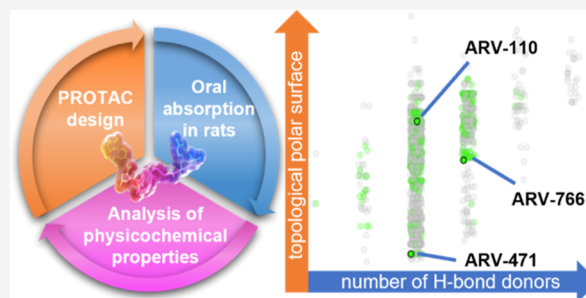 PROTAC
design
Oral
absorption
in rats
Analysis of
physicochemical
properties
topological polar surface
ARV-110
ARV-766
ARV-471
number of H-bond donors